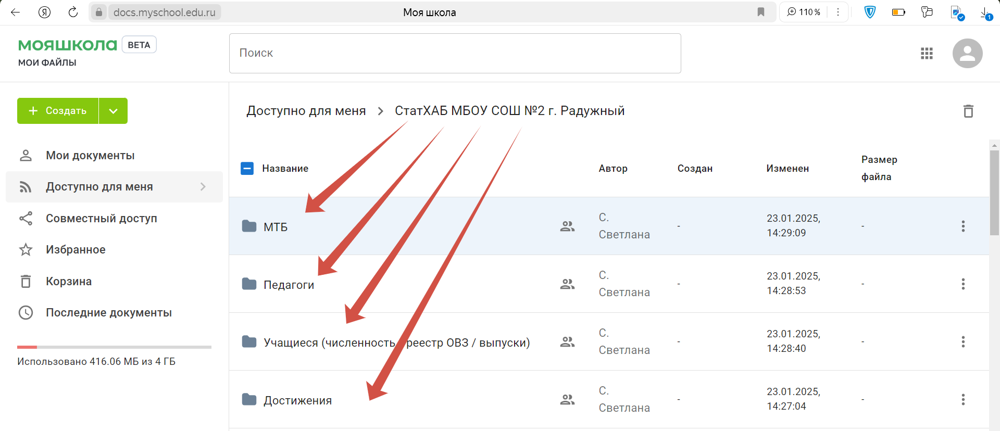 docs.myschool.edu.ru
Моя школа
110 %
1
МОЯШКОЛА BETA
МОИ ФАЙЛЫ
Поиск
Создать
Мои документы
Доступно для меня
Совместный доступ
Избранное
Корзина
Последние документы
Использовано 416.06 МБ из 4 ГБ
Доступно для меня > СтатХАБ МБОУ СОШ №2 г. Радужный
Название Автор Создан Изменен Размер
файла
МТБ С. - 23.01.2025, -
Светлана 14:29:09
Педагоги С. - 23.01.2025, -
Светлана 14:28:53
Учащиеся (численность реестр ОВЗ / выпуски) С. - 23.01.2025, -
Светлана 14:28:40
Достижения С. - 23.01.2025, -
Светлана 14:27:04